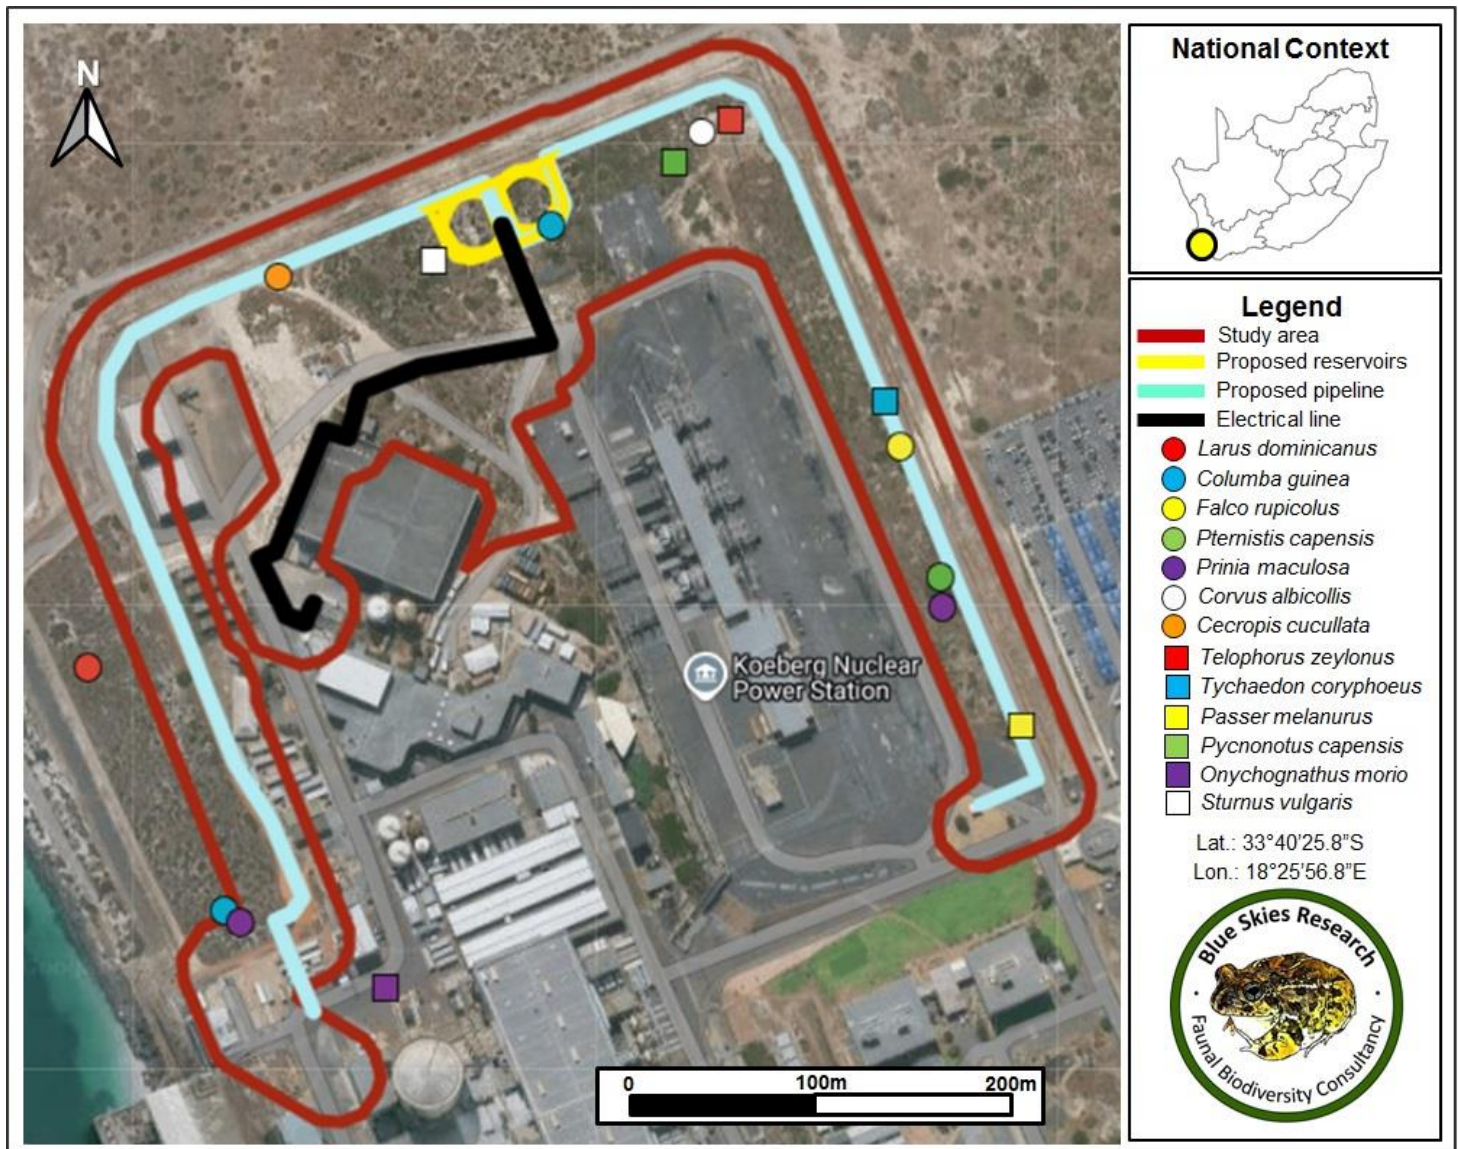 N
Koeberg Nuclear
Power Station
0 100m 200m
National Context
Legend
Study area
Proposed reservoirs
Proposed pipeline
Electrical line
Larus dominicanus
Columba guinea
Falco rupicolus
Pternistis capensis
Prinia maculosa
Corvus albicollis
Cecropis cucullata
Telophorus zeylonus
Tychaedon coryphoeus
Passer melanurus
Pycnonotus capensis
Onychognathus morio
Sturnus vulgaris
Lat.: 33°40’25.8”S
Lon.: 18°25’56.8”E
Blue Skies Research
Faunal Biodiversity Consultancy